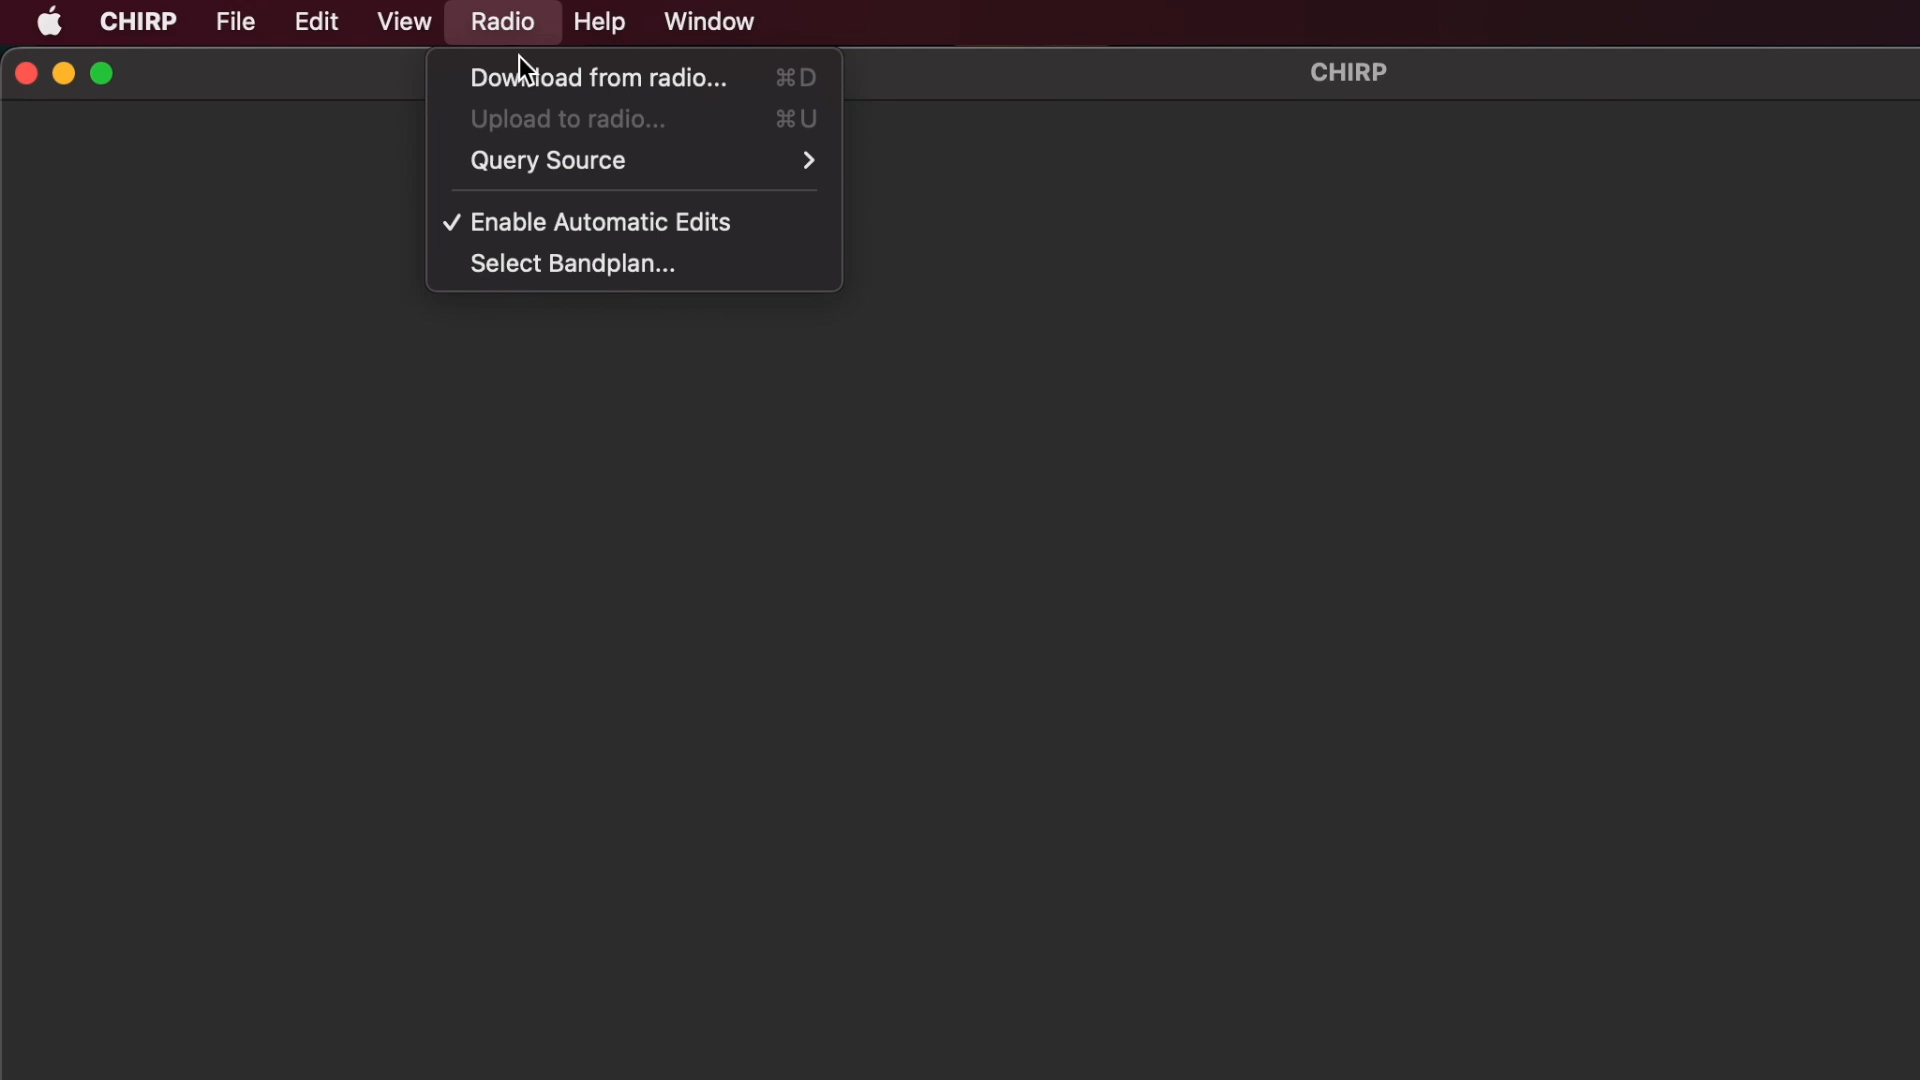 CHIRP File Edit View Radio Help Window
CHIRP
Download from radio... ⌘D
Upload to radio... ⌘U
Query Source
Enable Automatic Edits
Select Bandplan...